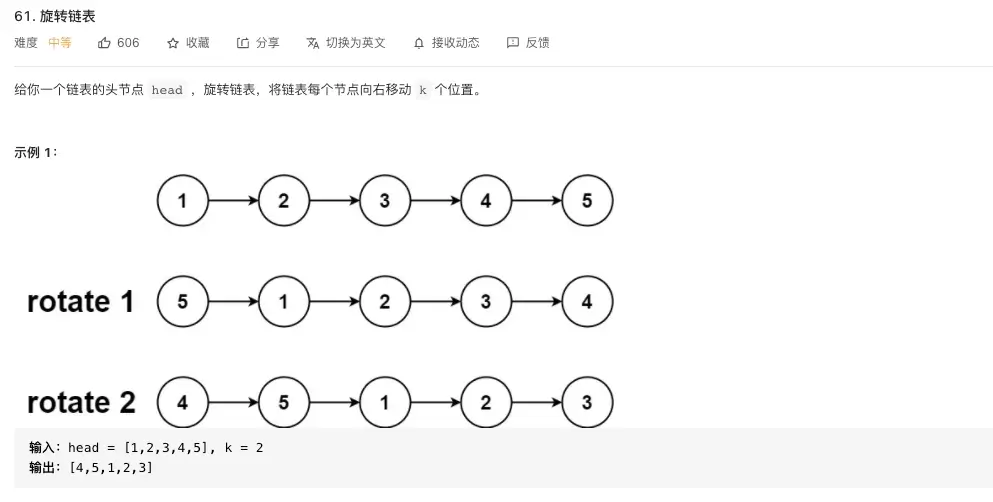 61. 旋转链表
难度 中等 606 收藏 分享 切换为英文 接收动态 反馈
给你一个链表的头节点 head ，旋转链表，将链表每个节点向右移动 k 个位置。
示例 1：
1 2 3 4 5
rotate 1 5 1 2 3 4
rotate 2 4 5 1 2 3
输入：head = [1,2,3,4,5], k = 2
输出：[4,5,1,2,3]